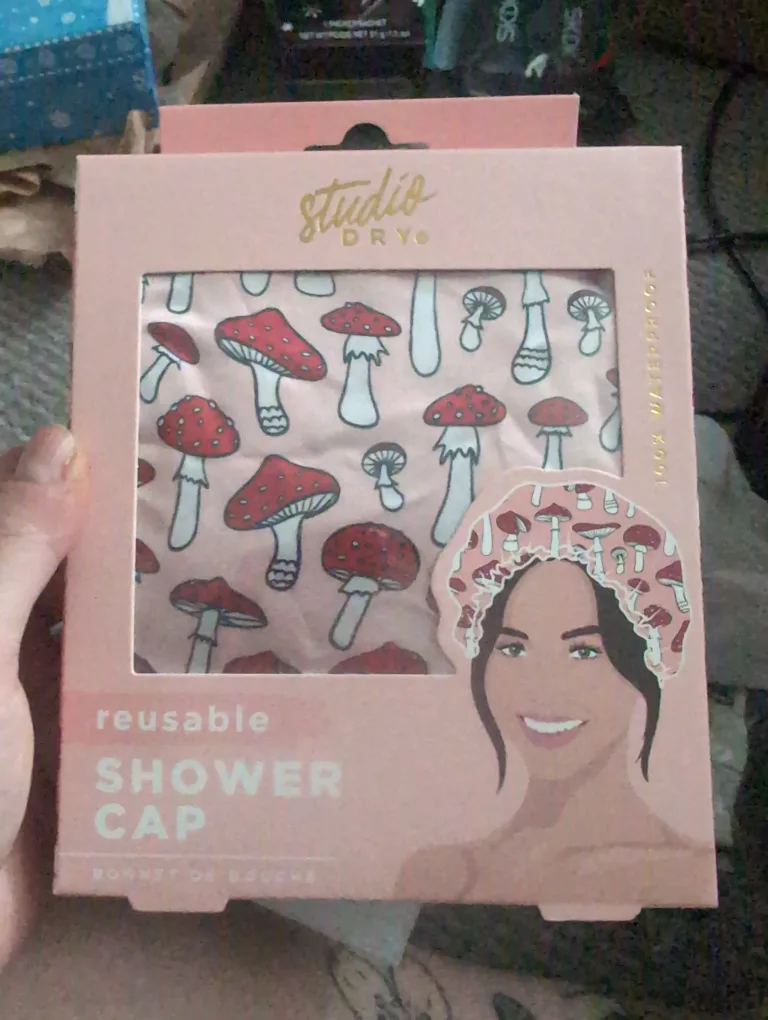 studio
DRY®
100% WATERPROOF
reusable
SHOWER
CAP
BONNET DE DOUCHE